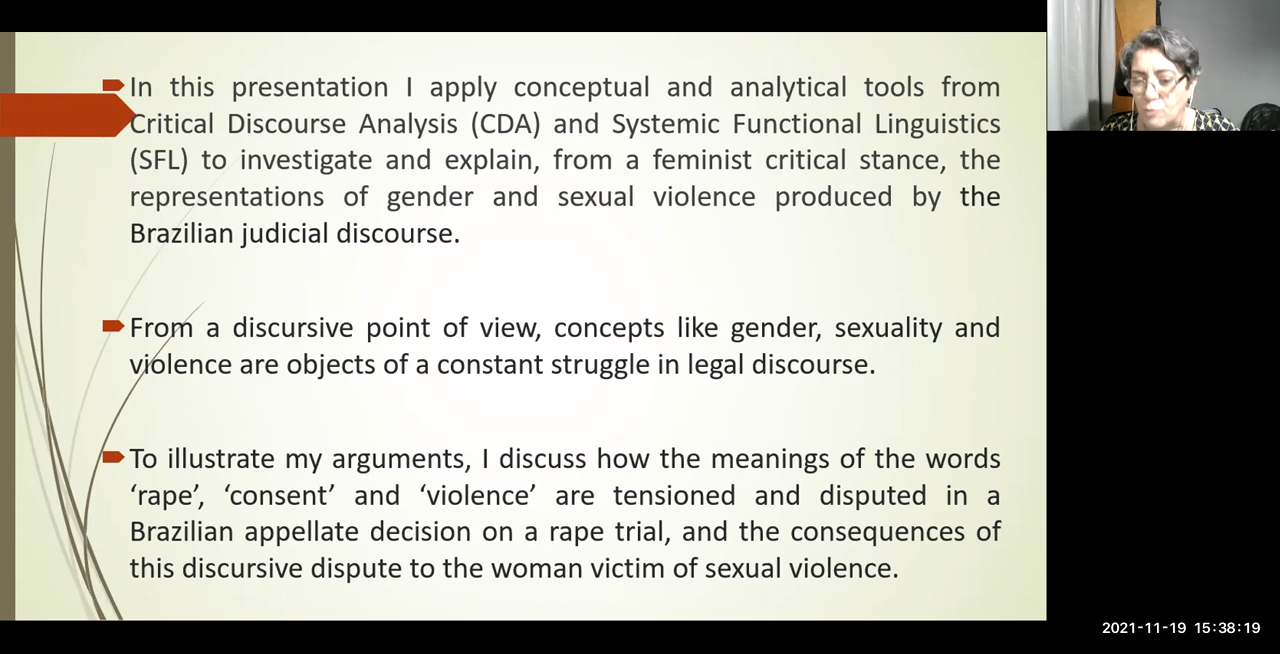 In this presentation I apply conceptual and analytical tools from
Critical Discourse Analysis (CDA) and Systemic Functional Linguistics
(SFL) to investigate and explain, from a feminist critical stance, the
representations of gender and sexual violence produced by the
Brazilian judicial discourse.
From a discursive point of view, concepts like gender, sexuality and
violence are objects of a constant struggle in legal discourse.
To illustrate my arguments, I discuss how the meanings of the words
‘rape’, ‘consent’ and ‘violence’ are tensioned and disputed in a
Brazilian appellate decision on a rape trial, and the consequences of
this discursive dispute to the woman victim of sexual violence.
2021-11-19 15:38:19